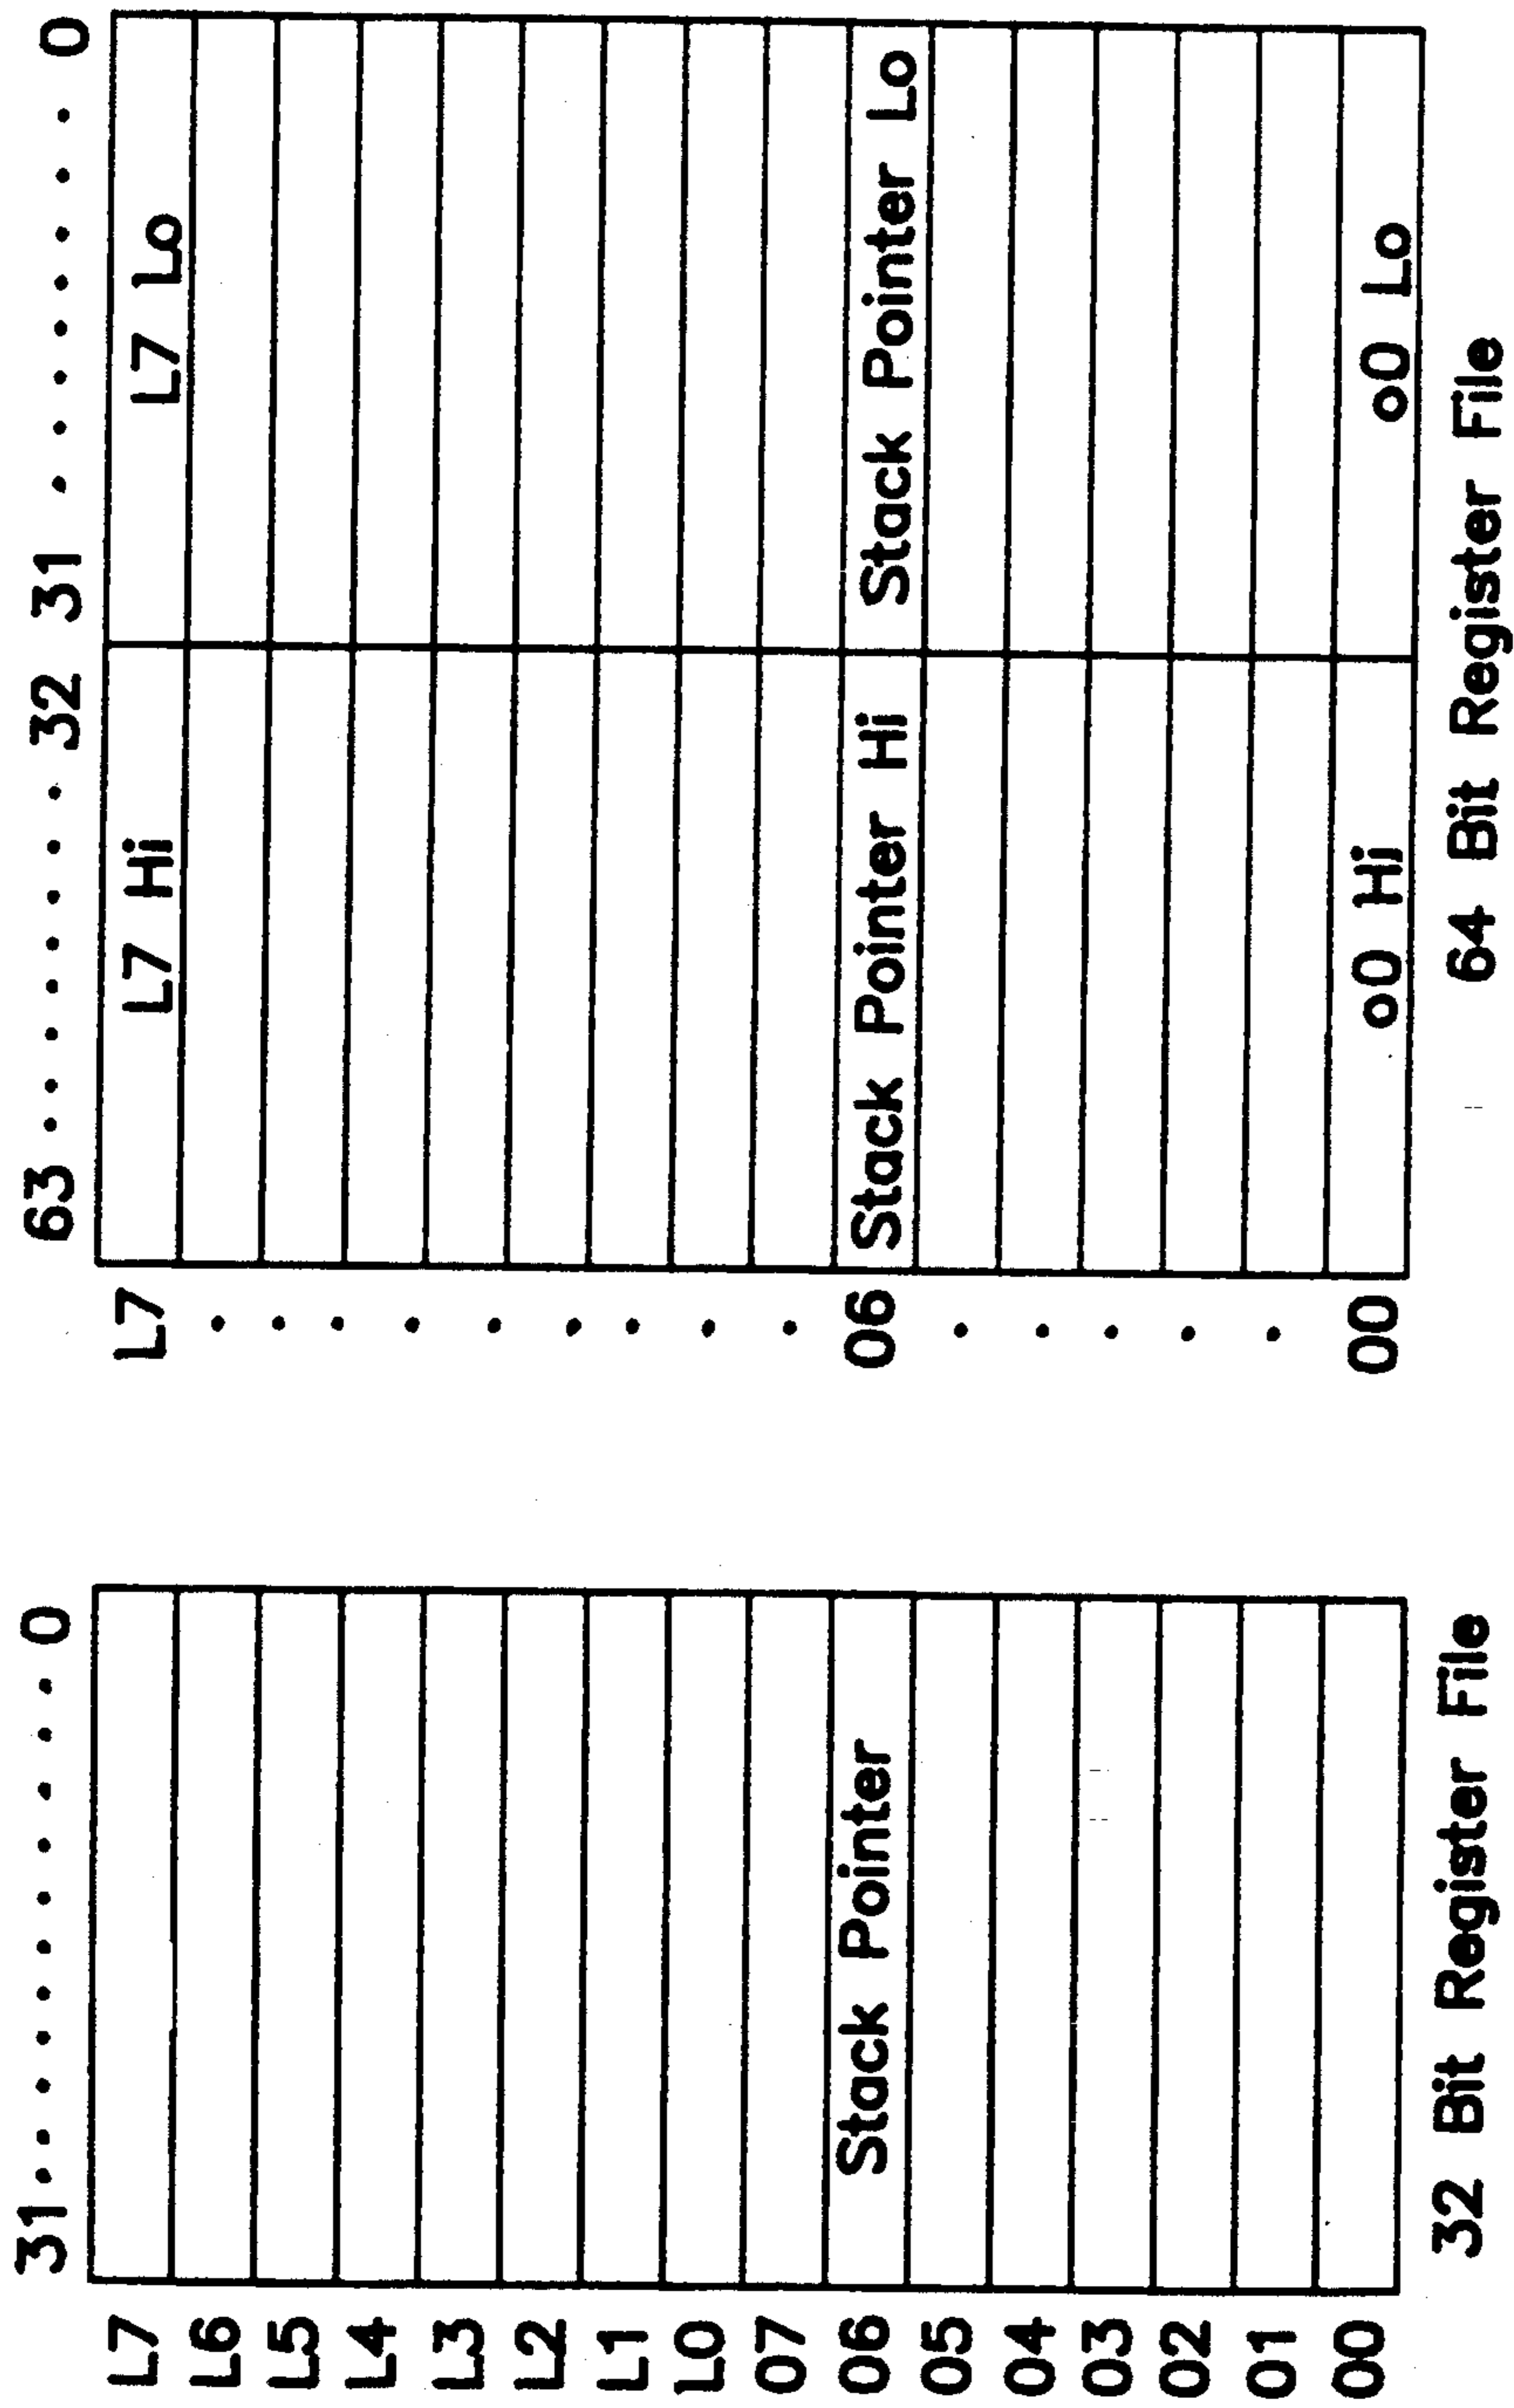 31 · · · · · · · · · · 0
L7
L6
L5
L4
L3
L2
L1
L0
07
06 Stack Pointer
05
04
03
02
01
00
32 Bit Register File
63 · · · · · · · · 32 31 · · · · · · · · 0
L7 L7 Hi L7 Lo
06 Stack Pointer Hi Stack Pointer Lo
00 o0 Hi o0 Lo
64 Bit Register File